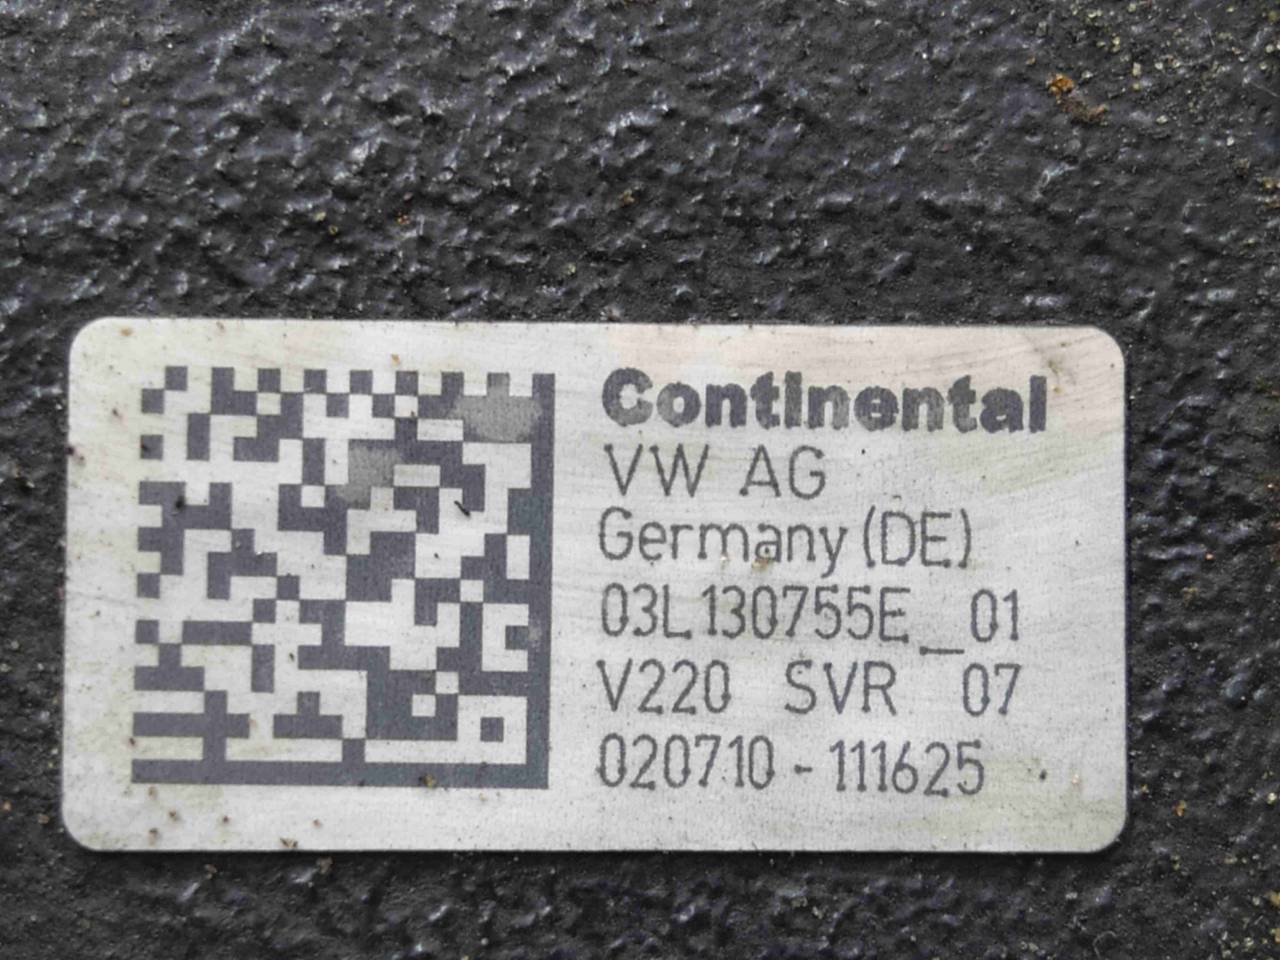 Continental
VW AG
Germany (DE)
03L130755E_01
V220 SVR 07
020710-111625